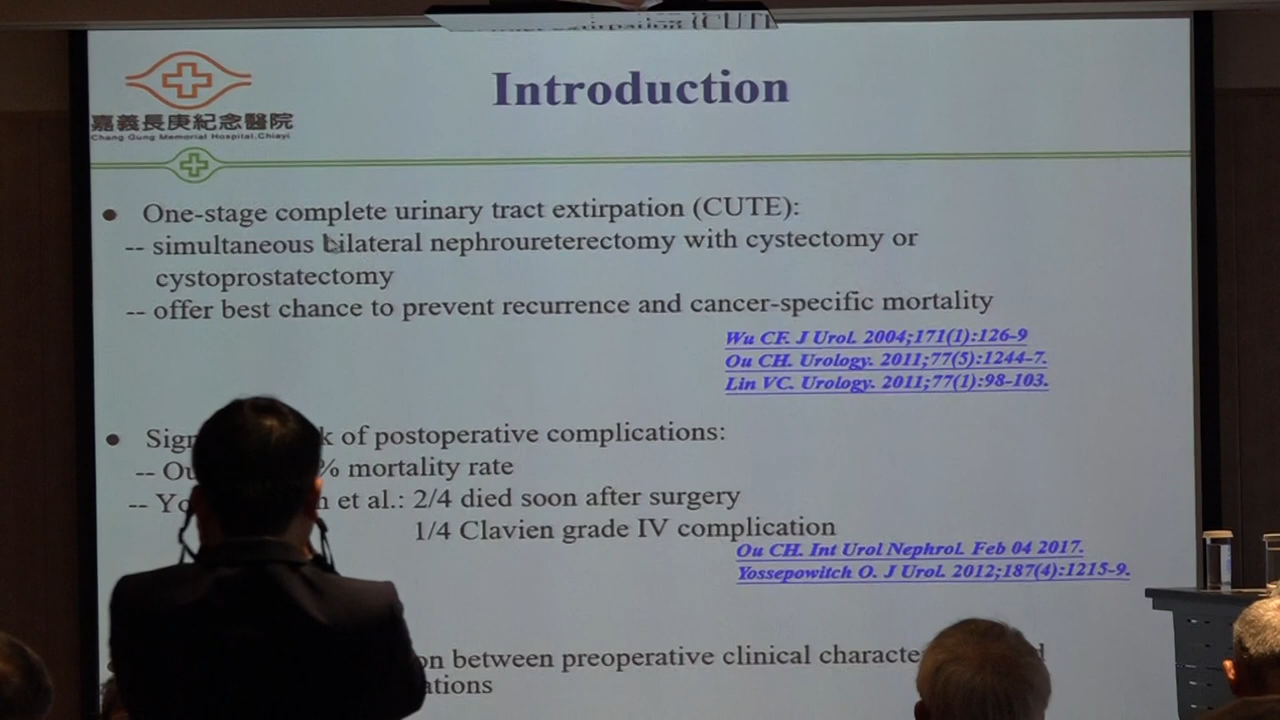 嘉義長庚紀念醫院
Chang Gung Memorial Hospital,Chiayi
Introduction
● One-stage complete urinary tract extirpation (CUTE):
-- simultaneous bilateral nephroureterectomy with cystectomy or
cystoprostatectomy
-- offer best chance to prevent recurrence and cancer-specific mortality
Wu CF. J Urol. 2004;171(1):126-9
Ou CH. Urology. 2011;77(5):1244-7.
Lin VC. Urology. 2011;77(1):98-103.
● of postoperative complications:
-- % mortality rate
-- et al.: 2/4 died soon after surgery
1/4 Clavien grade IV complication
Ou CH. Int Urol Nephrol. Feb 04 2017.
Yossepowitch O. J Urol. 2012;187(4):1215-9.
between preoperative clinical